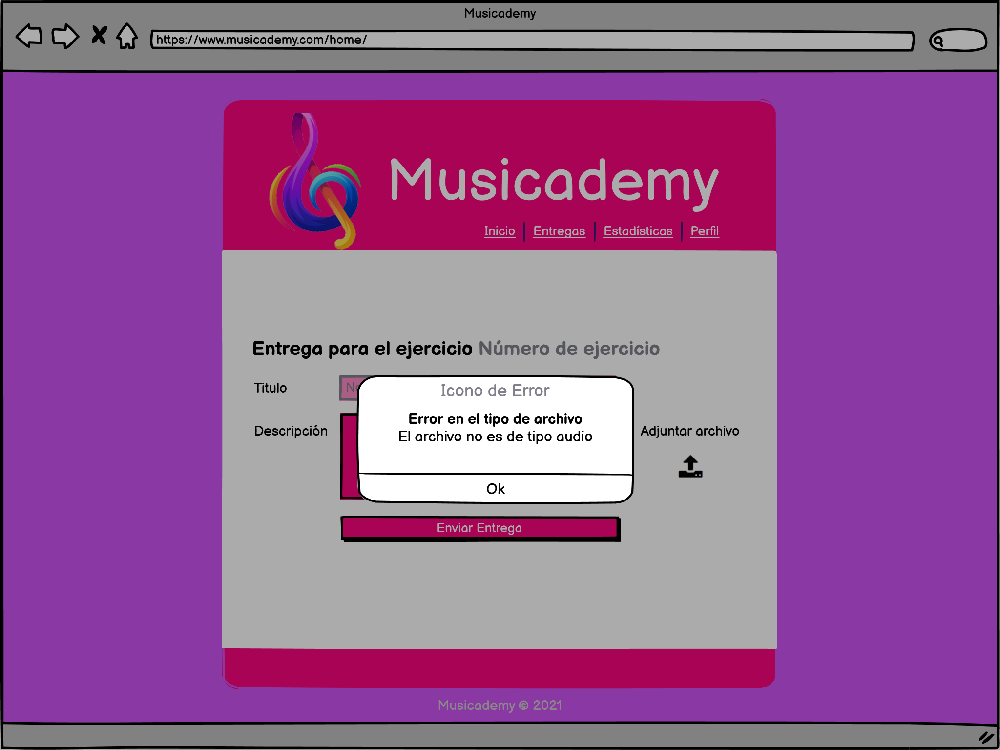 Musicademy
https://www.musicademy.com/home/
Musicademy
Inicio Entregas Estadísticas Perfil
Entrega para el ejercicio Número de ejercicio
Titulo
Icono de Error
Error en el tipo de archivo
El archivo no es de tipo audio
Descripción
Adjuntar archivo
Ok
Enviar Entrega
Musicademy © 2021